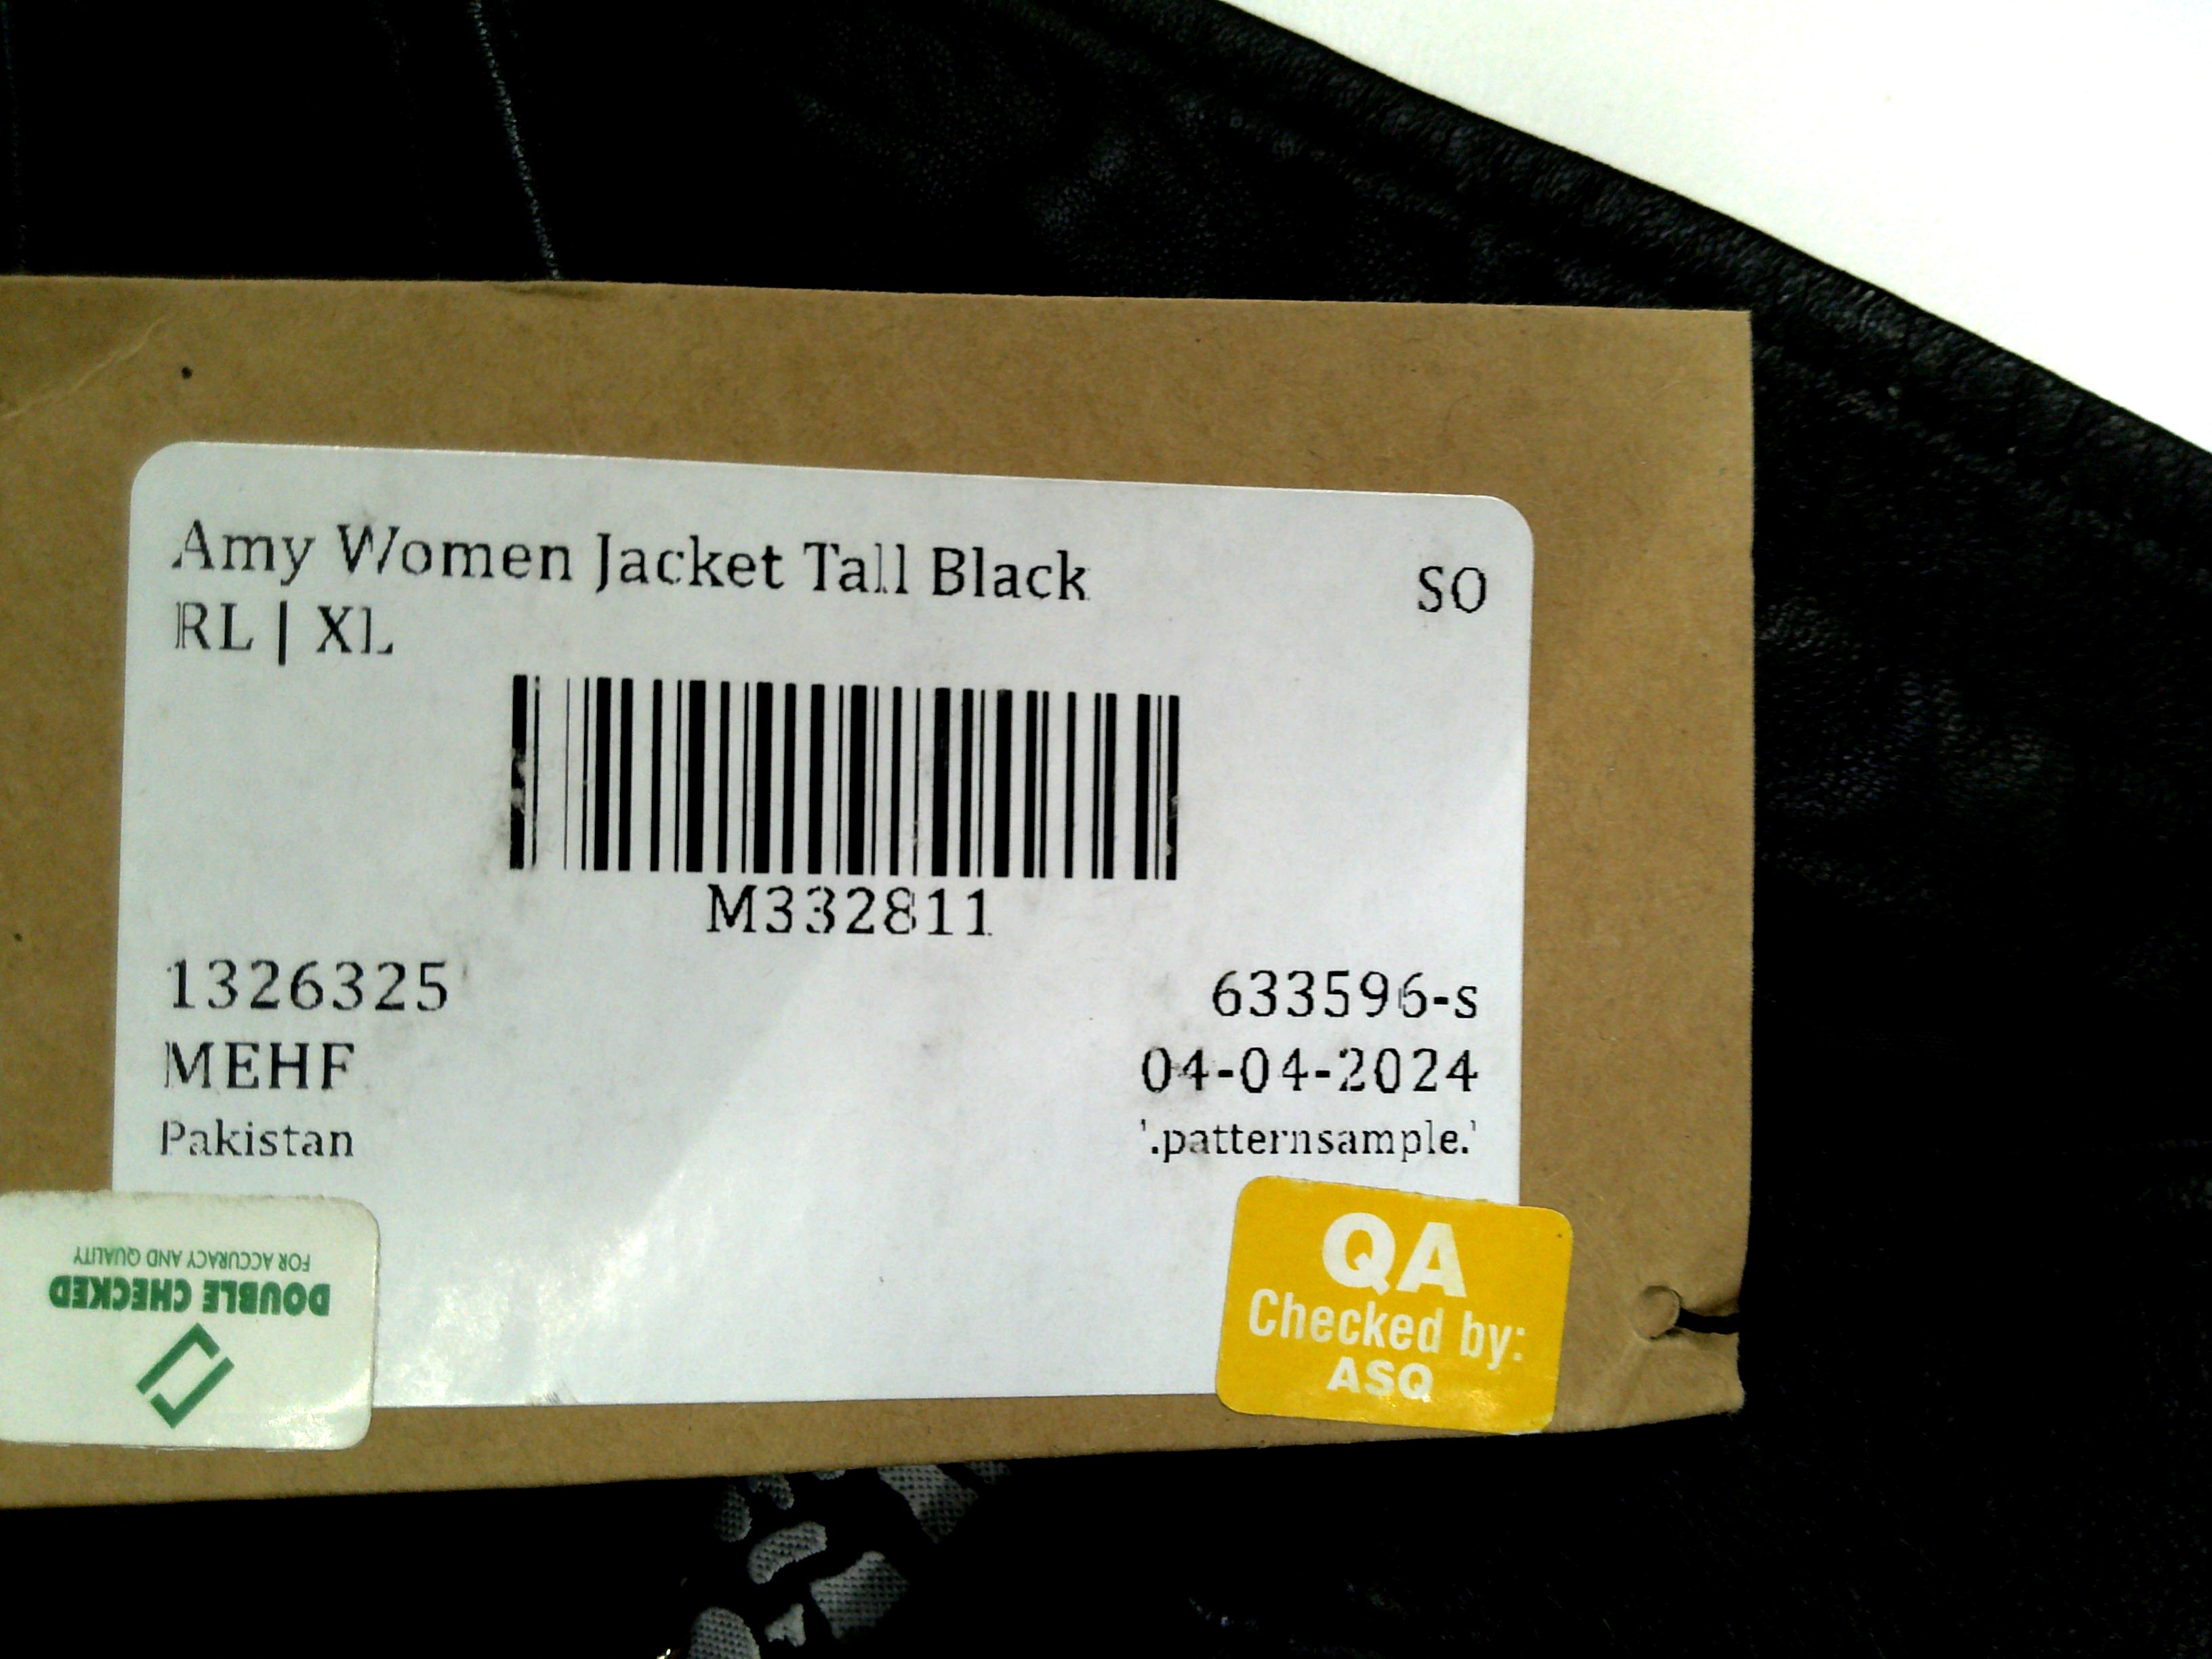 Amy Women Jacket Tall Black
SO
RL | XL
M332811
1326325
633596-s
MEHF
04-04-2024
Pakistan
'.patternsample.'
DOUBLE CHECKED
FOR ACCURACY AND QUALITY
QA
Checked by:
ASQ